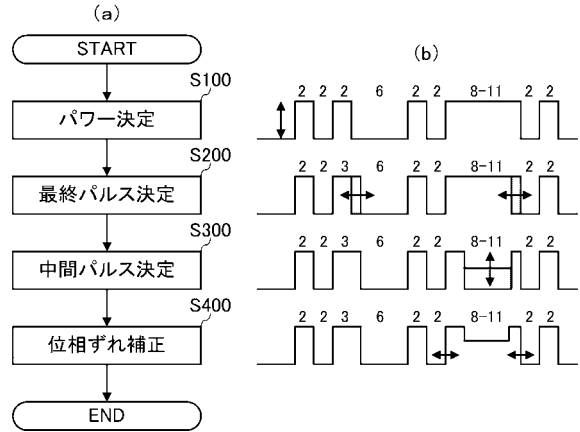 (a)
START
S100
パワー決定
S200
最終パルス決定
S300
中間パルス決定
S400
位相ずれ補正
END
(b)
2 2 2 6 2 2 8-11 2 2
2 2 3 6 2 2 8-11 2 2
2 2 3 6 2 2 8-11 2 2
2 2 3 6 2 2 8-11 2 2